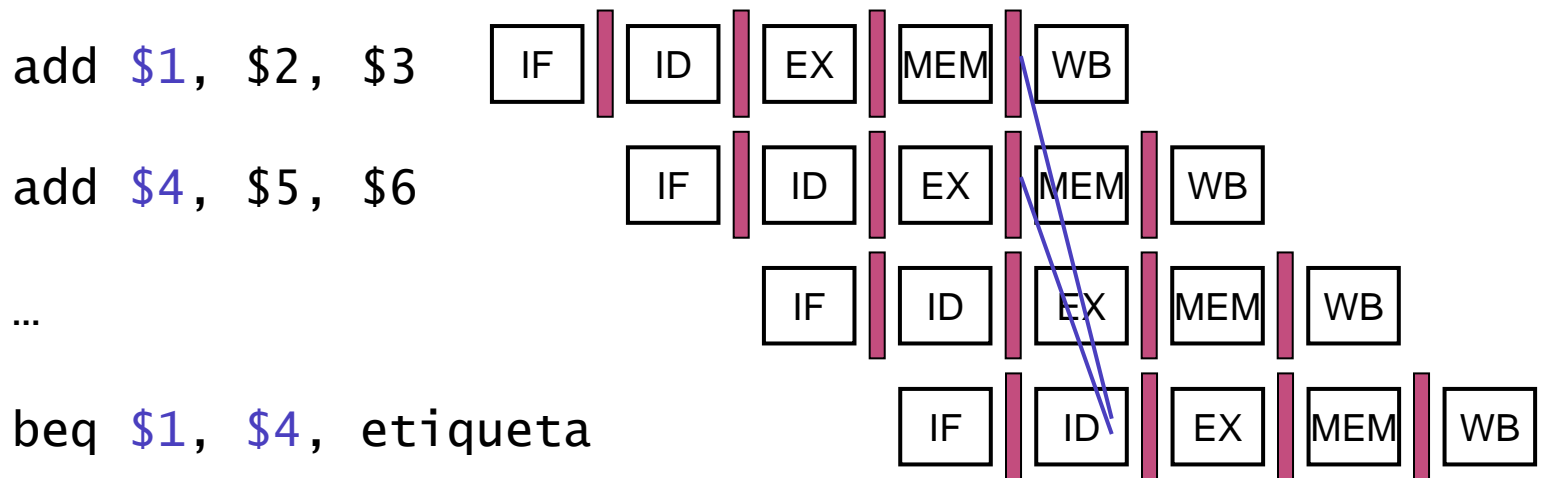 add $1, $2, $3 IF ID EX MEM WB
add $4, $5, $6 IF ID EX MEM WB
… IF ID EX MEM WB
beq $1, $4, etiqueta IF ID EX MEM WB